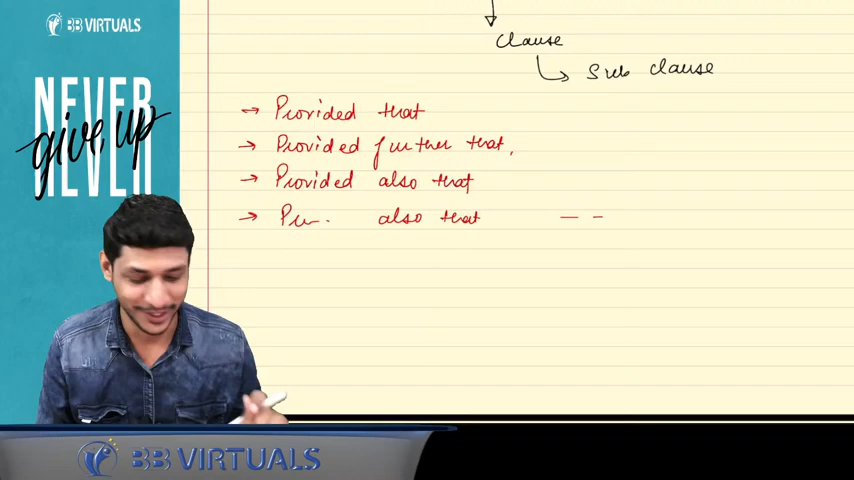 BB VIRTUALS
NEVER
give up
NEVER
Clause
Sub clause
→ Provided that
→ Provided further that,
→ Provided also that
→ also that — –
BB VIRTUALS